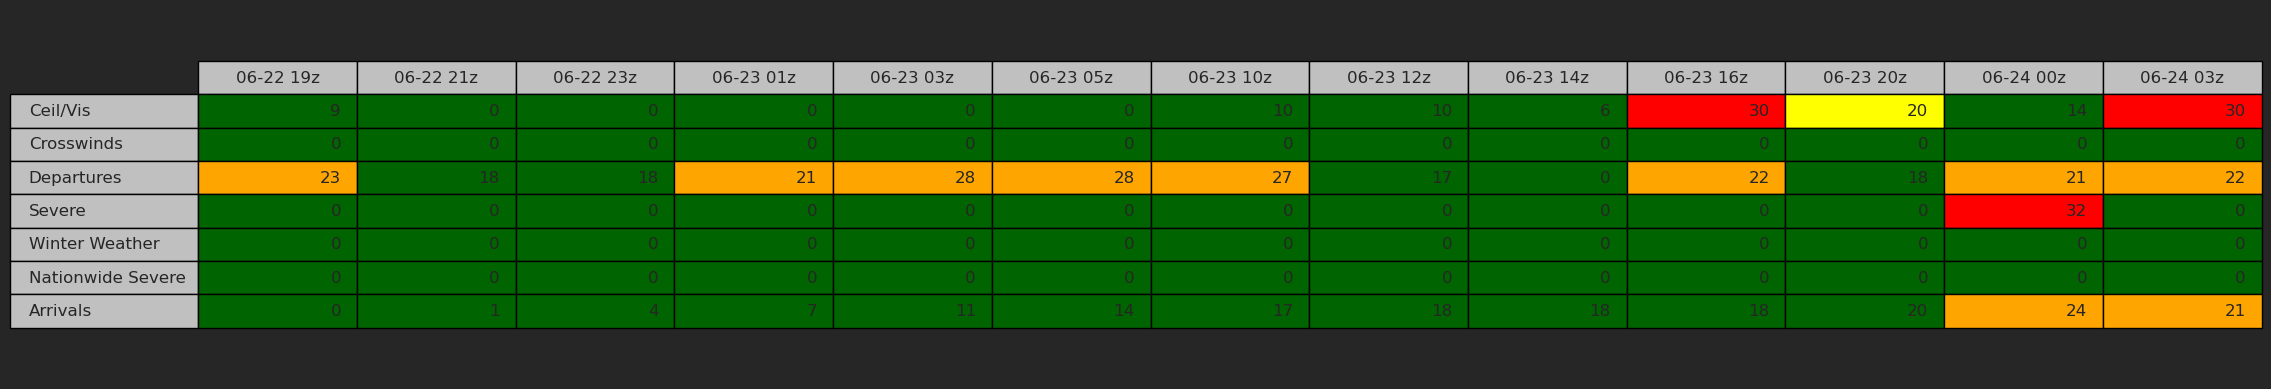 06-22 19z 06-22 21z 06-22 23z 06-23 01z 06-23 03z 06-23 05z 06-23 10z 06-23 12z 06-23 14z 06-23 16z 06-23 20z 06-24 00z 06-24 03z
Ceil/Vis 9 0 0 0 0 0 10 10 6 30 20 14 30
Crosswinds 0 0 0 0 0 0 0 0 0 0 0 0 0
Departures 23 18 18 21 28 28 27 17 0 22 18 21 22
Severe 0 0 0 0 0 0 0 0 0 0 0 32 0
Winter Weather 0 0 0 0 0 0 0 0 0 0 0 0 0
Nationwide Severe 0 0 0 0 0 0 0 0 0 0 0 0 0
Arrivals 0 1 4 7 11 14 17 18 18 18 20 24 21